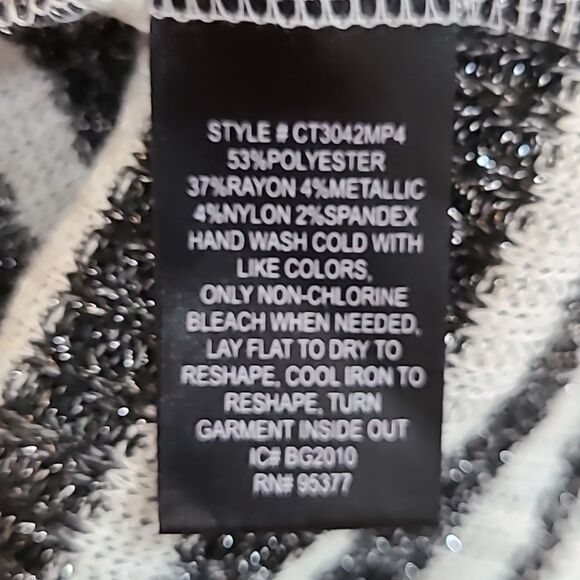 STYLE # CT3042MP4
53%POLYESTER
37%RAYON 4%METALLIC
4%NYLON 2%SPANDEX
HAND WASH COLD WITH
LIKE COLORS,
ONLY NON-CHLORINE
BLEACH WHEN NEEDED,
LAY FLAT TO DRY TO
RESHAPE, COOL IRON TO
RESHAPE, TURN
GARMENT INSIDE OUT
IC# BG2010
RN# 95377